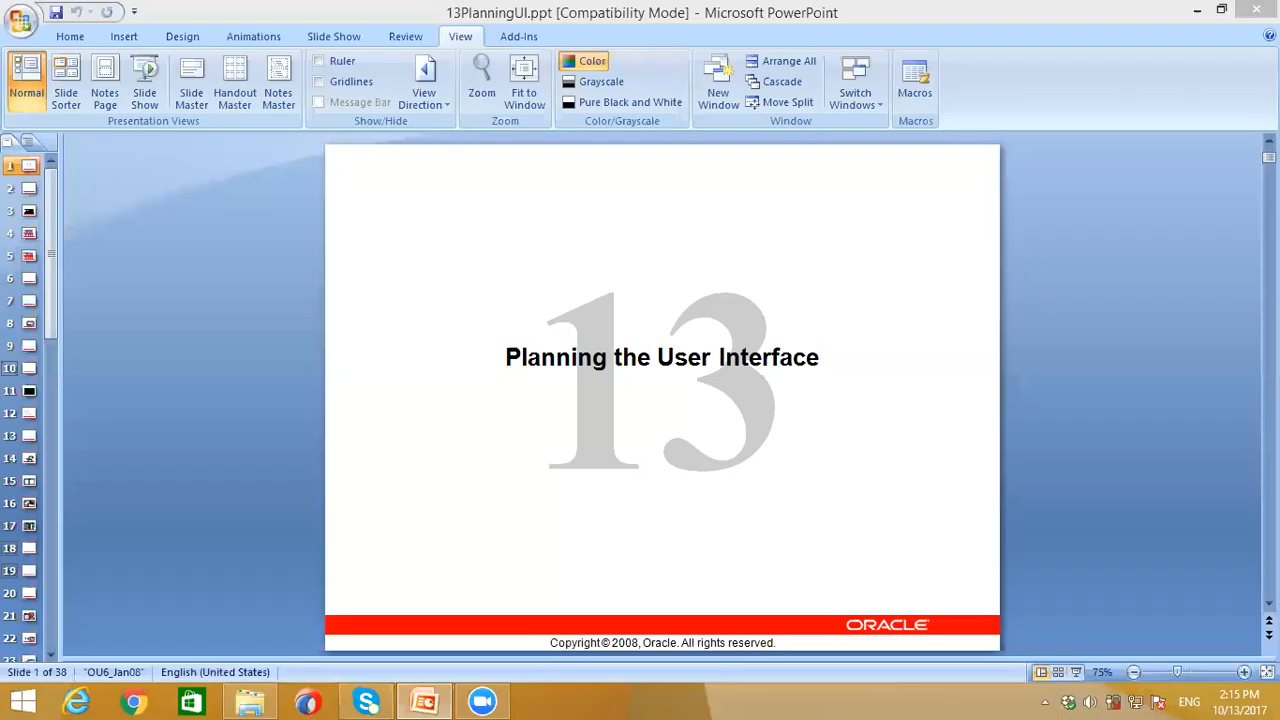 13PlanningUI.ppt [Compatibility Mode] - Microsoft PowerPoint
Home Insert Design Animations Slide Show Review View Add-Ins
Normal
Slide Sorter
Notes Page
Slide Show
Slide Master
Handout Master
Notes Master
Presentation Views
Ruler
Gridlines
Message Bar
View Direction
Show/Hide
Zoom
Fit to Window
Zoom
Color
Grayscale
Pure Black and White
Color/Grayscale
New Window
Arrange All
Cascade
Move Split
Switch Windows
Window
Macros
Macros
1
2
3
4
5
6
7
8
9
10
11
12
13
14
15
16
17
18
19
20
21
22
23
13
Planning the User Interface
ORACLE
Copyright © 2008, Oracle. All rights reserved.
Slide 1 of 38 "OU6_Jan08" English (United States) 75%
ENG
2:15 PM
10/13/2017